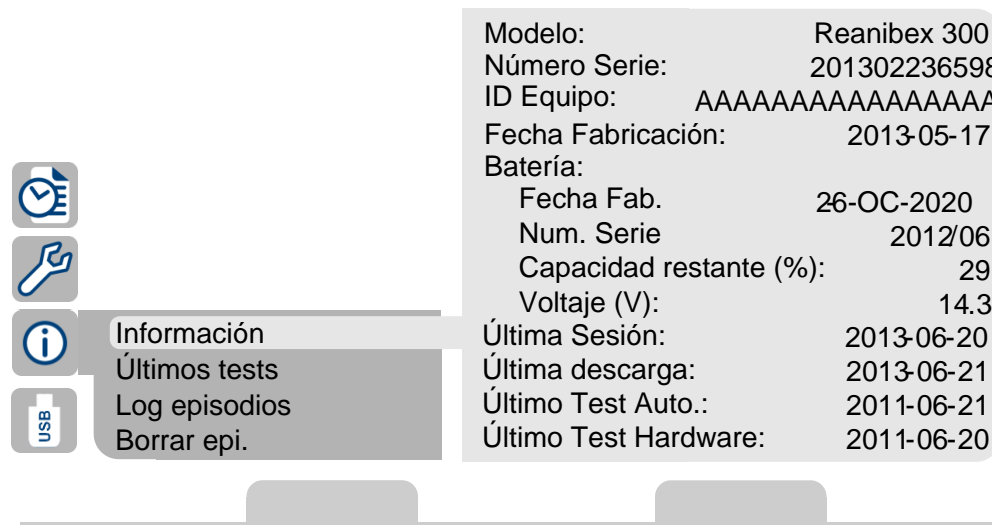 Modelo: Reanibex 300
Número Serie: 201302236598
ID Equipo: AAAAAAAAAAAAAAAA
Fecha Fabricación: 2013-05-17
Batería:
Fecha Fab. 26-OC-2020
Num. Serie 2012/06
Capacidad restante (%): 29
Voltaje (V): 14.3
Última Sesión: 2013-06-20
Última descarga: 2013-06-21
Último Test Auto.: 2011-06-21
Último Test Hardware: 2011-06-20
Información
Últimos tests
Log episodios
Borrar epi.
USB